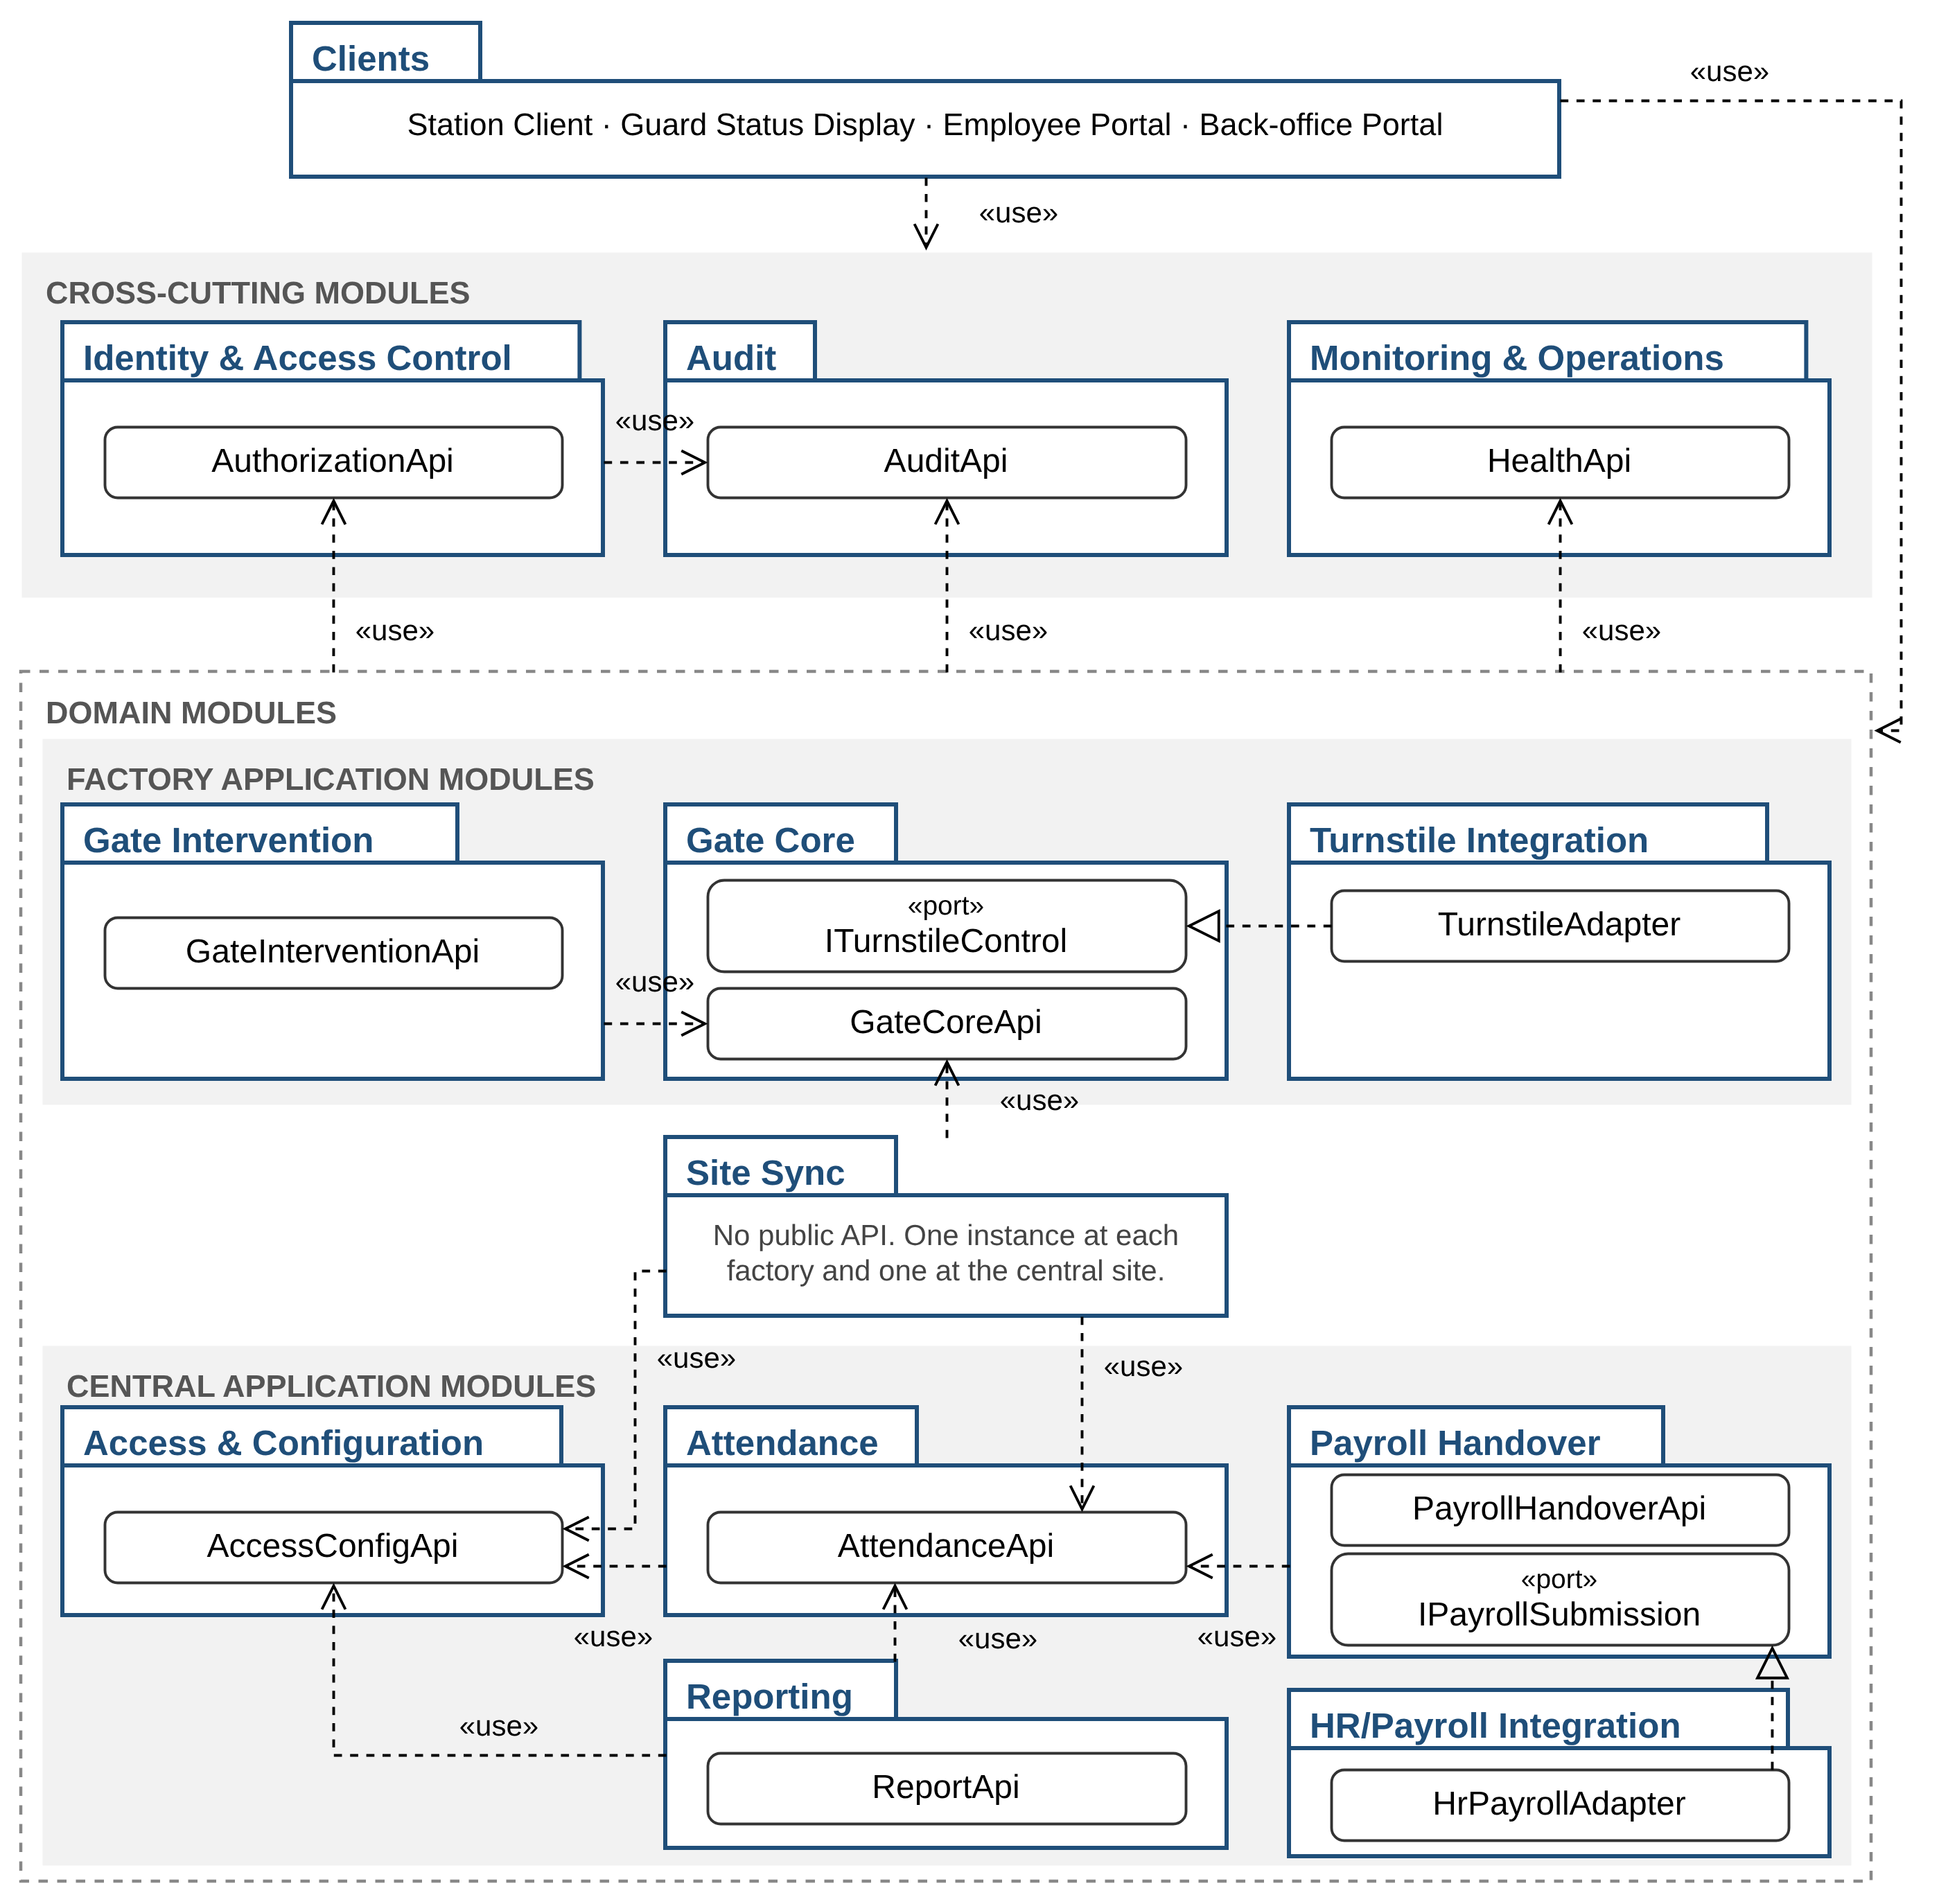 Clients
«use»
Station Client · Guard Status Display · Employee Portal · Back-office Portal
«use»
CROSS-CUTTING MODULES
Identity & Access Control
Audit
Monitoring & Operations
«use»
AuthorizationApi
AuditApi
HealthApi
«use»
«use»
«use»
DOMAIN MODULES
FACTORY APPLICATION MODULES
Gate Intervention
Gate Core
Turnstile Integration
«port»
ITurnstileControl
TurnstileAdapter
GateInterventionApi
«use»
GateCoreApi
«use»
Site Sync
No public API. One instance at each
factory and one at the central site.
«use»
«use»
CENTRAL APPLICATION MODULES
Access & Configuration
Attendance
Payroll Handover
AccessConfigApi
AttendanceApi
PayrollHandoverApi
«port»
IPayrollSubmission
«use»
«use»
«use»
Reporting
HR/Payroll Integration
«use»
ReportApi
HrPayrollAdapter